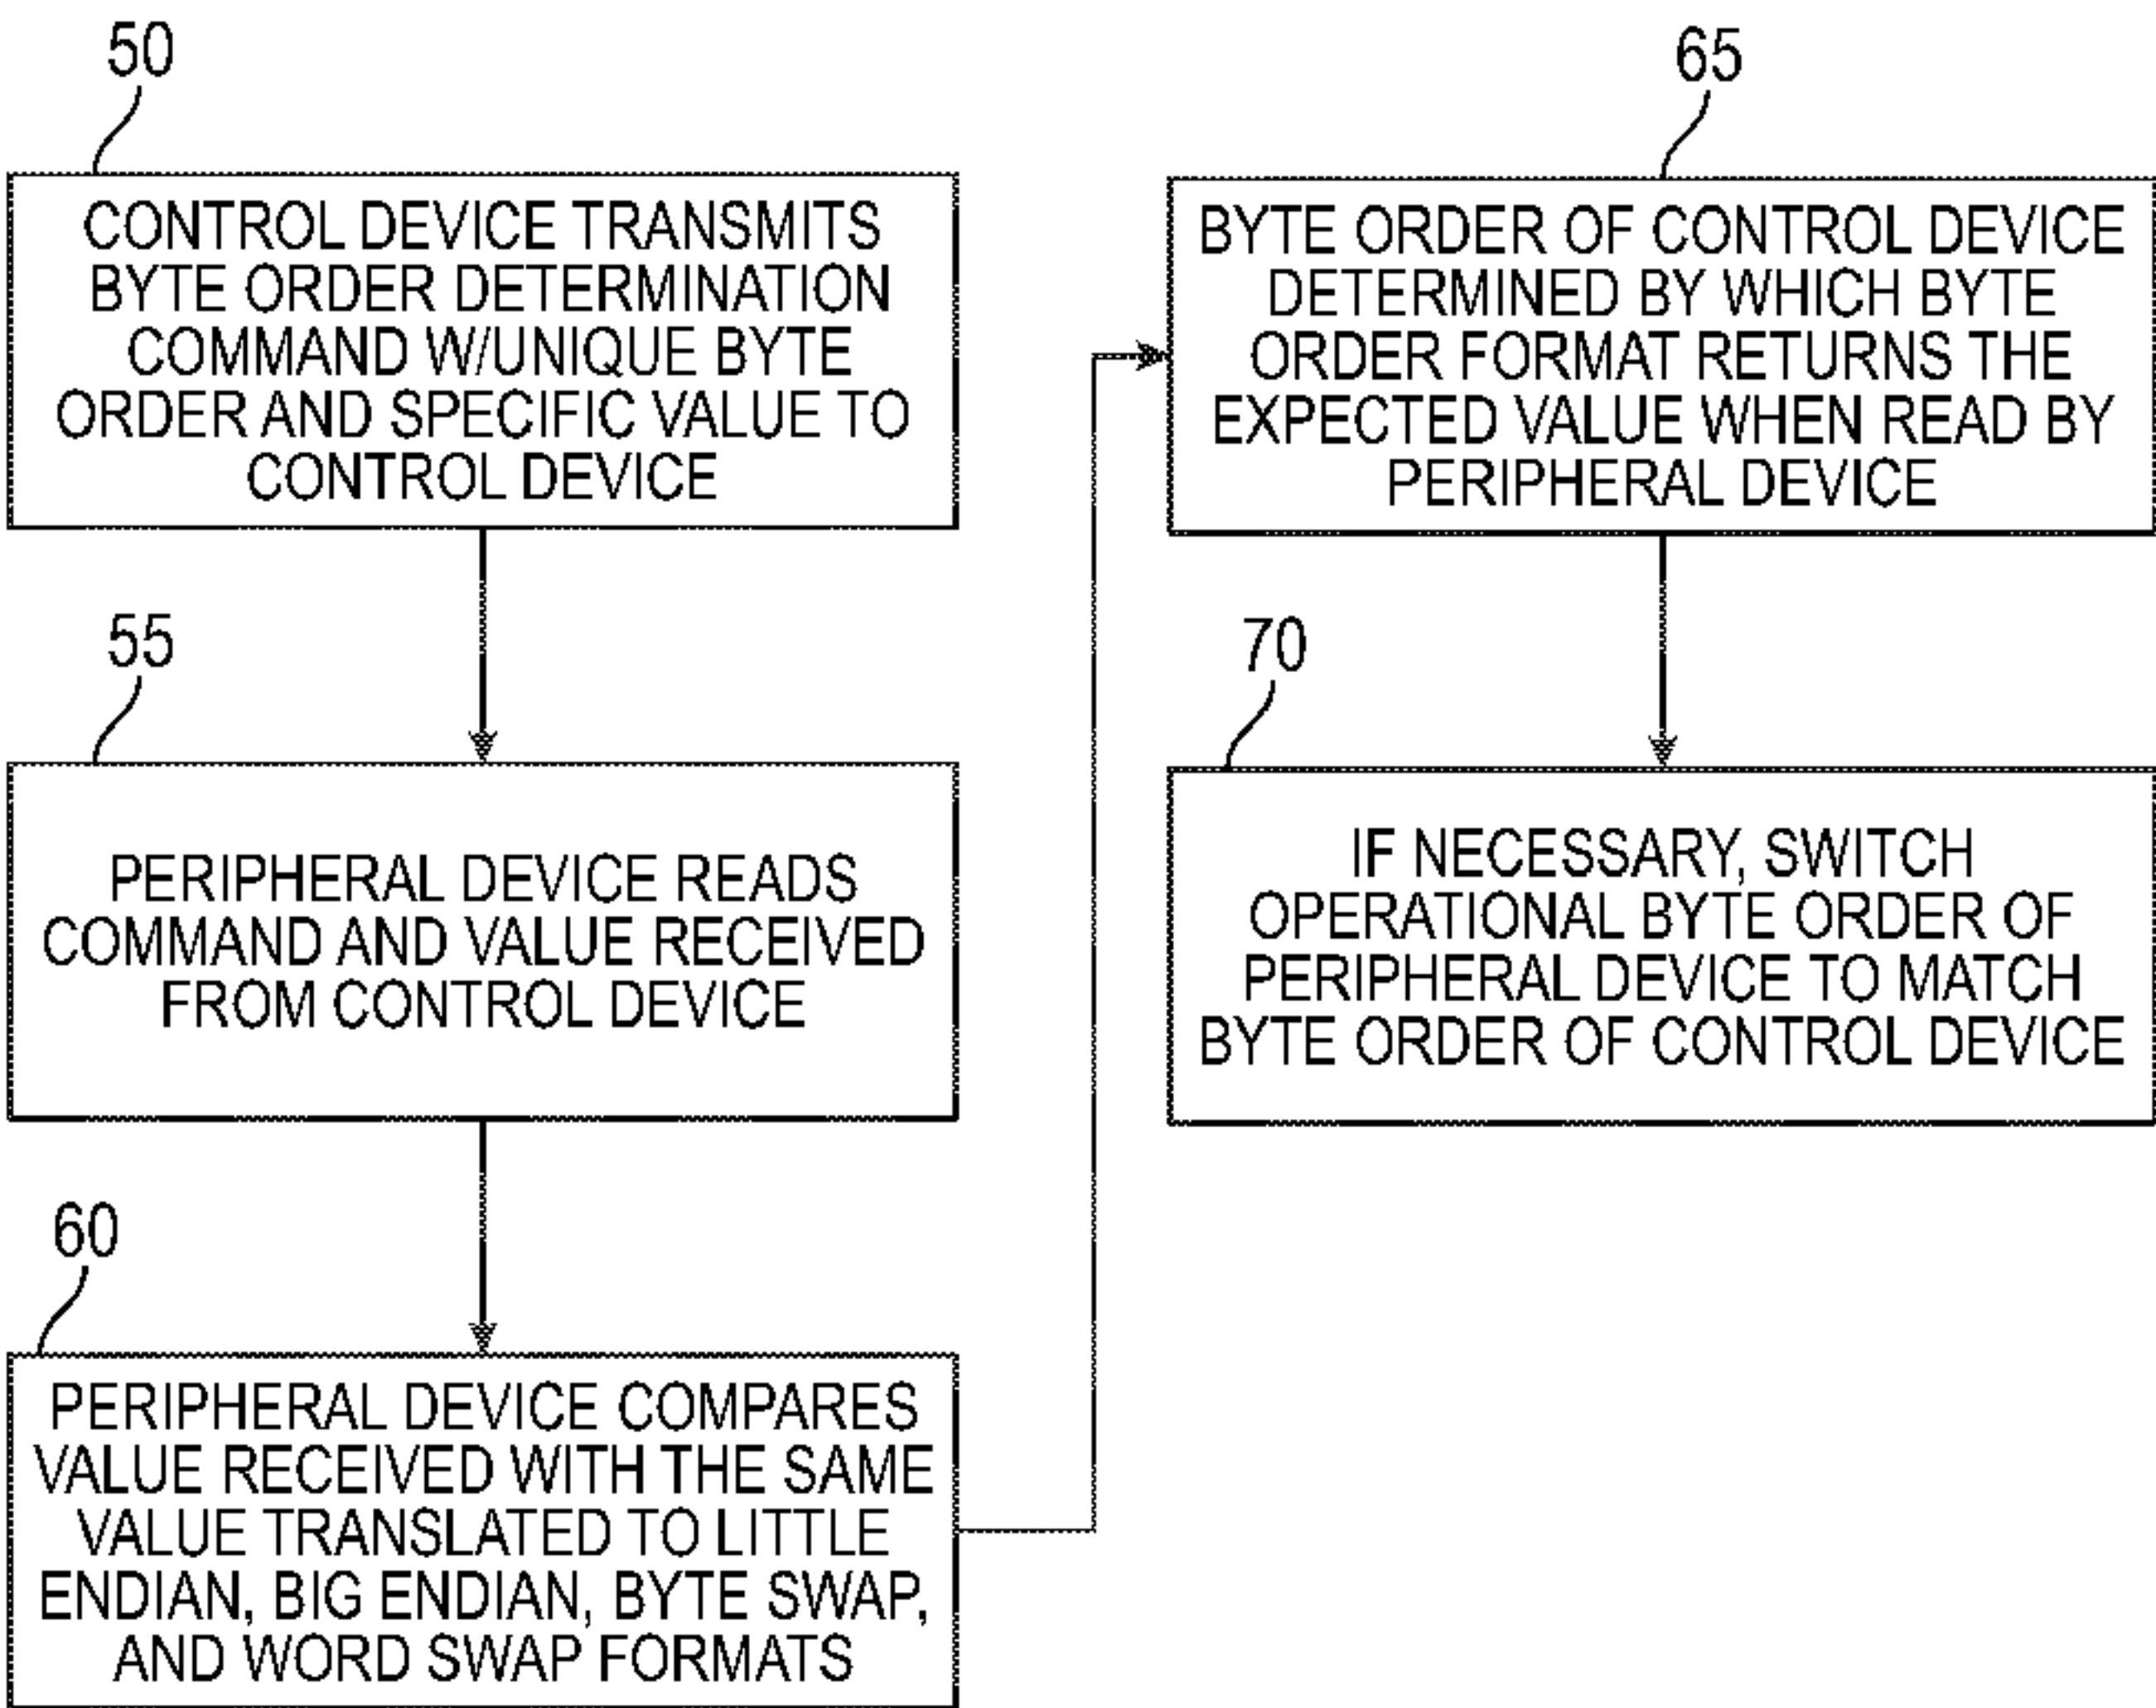 50
CONTROL DEVICE TRANSMITS
BYTE ORDER DETERMINATION
COMMAND W/UNIQUE BYTE
ORDER AND SPECIFIC VALUE TO
CONTROL DEVICE
55
PERIPHERAL DEVICE READS
COMMAND AND VALUE RECEIVED
FROM CONTROL DEVICE
60
PERIPHERAL DEVICE COMPARES
VALUE RECEIVED WITH THE SAME
VALUE TRANSLATED TO LITTLE
ENDIAN, BIG ENDIAN, BYTE SWAP,
AND WORD SWAP FORMATS
65
BYTE ORDER OF CONTROL DEVICE
DETERMINED BY WHICH BYTE
ORDER FORMAT RETURNS THE
EXPECTED VALUE WHEN READ BY
PERIPHERAL DEVICE
70
IF NECESSARY, SWITCH
OPERATIONAL BYTE ORDER OF
PERIPHERAL DEVICE TO MATCH
BYTE ORDER OF CONTROL DEVICE